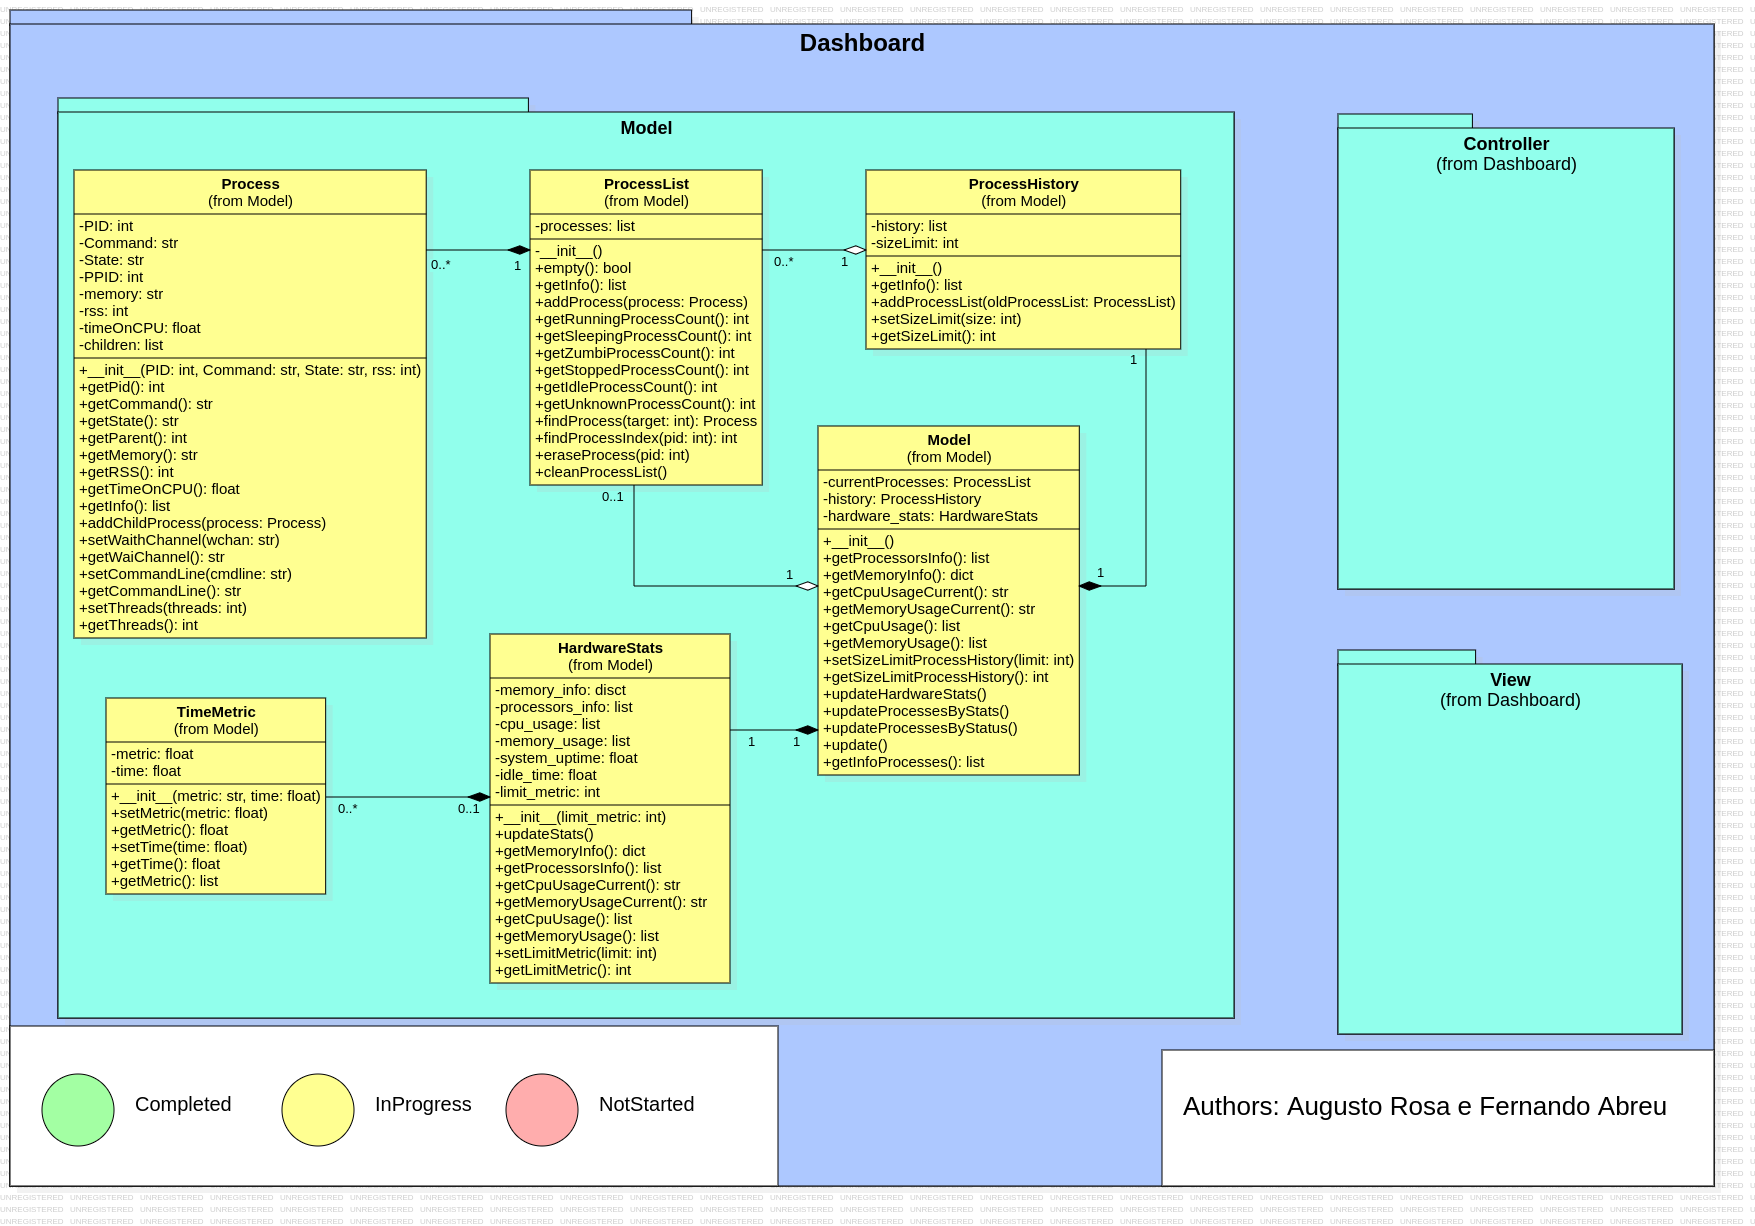 Dashboard
Model
Process
(from Model)
-PID: int
-Command: str
-State: str
-PPID: int
-memory: str
-rss: int
-timeOnCPU: float
-children: list
+__init__(PID: int, Command: str, State: str, rss: int)
+getPid(): int
+getCommand(): str
+getState(): str
+getParent(): int
+getMemory(): str
+getRSS(): int
+getTimeOnCPU(): float
+getInfo(): list
+addChildProcess(process: Process)
+setWaithChannel(wchan: str)
+getWaiChannel(): str
+setCommandLine(cmdline: str)
+getCommandLine(): str
+setThreads(threads: int)
+getThreads(): int
0..*
1
ProcessList
(from Model)
-processes: list
-__init__()
+empty(): bool
+getInfo(): list
+addProcess(process: Process)
+getRunningProcessCount(): int
+getSleepingProcessCount(): int
+getZumbiProcessCount(): int
+getStoppedProcessCount(): int
+getIdleProcessCount(): int
+getUnknownProcessCount(): int
+findProcess(target: int): Process
+findProcessIndex(pid: int): int
+eraseProcess(pid: int)
+cleanProcessList()
0..*
1
0..1
1
ProcessHistory
(from Model)
-history: list
-sizeLimit: int
+__init__()
+getInfo(): list
+addProcessList(oldProcessList: ProcessList)
+setSizeLimit(size: int)
+getSizeLimit(): int
1
1
Model
(from Model)
-currentProcesses: ProcessList
-history: ProcessHistory
-hardware_stats: HardwareStats
+__init__()
+getProcessorsInfo(): list
+getMemoryInfo(): dict
+getCpuUsageCurrent(): str
+getMemoryUsageCurrent(): str
+getCpuUsage(): list
+getMemoryUsage(): list
+setSizeLimitProcessHistory(limit: int)
+getSizeLimitProcessHistory(): int
+updateHardwareStats()
+updateProcessesByStats()
+updateProcessesByStatus()
+update()
+getInfoProcesses(): list
HardwareStats
(from Model)
-memory_info: disct
-processors_info: list
-cpu_usage: list
-memory_usage: list
-system_uptime: float
-idle_time: float
-limit_metric: int
+__init__(limit_metric: int)
+updateStats()
+getMemoryInfo(): dict
+getProcessorsInfo(): list
+getCpuUsageCurrent(): str
+getMemoryUsageCurrent(): str
+getCpuUsage(): list
+getMemoryUsage(): list
+setLimitMetric(limit: int)
+getLimitMetric(): int
1
1
TimeMetric
(from Model)
-metric: float
-time: float
+__init__(metric: str, time: float)
+setMetric(metric: float)
+getMetric(): float
+setTime(time: float)
+getTime(): float
+getMetric(): list
0..*
0..1
Controller
(from Dashboard)
View
(from Dashboard)
Completed
InProgress
NotStarted
Authors: Augusto Rosa e Fernando Abreu
UNREGISTERED